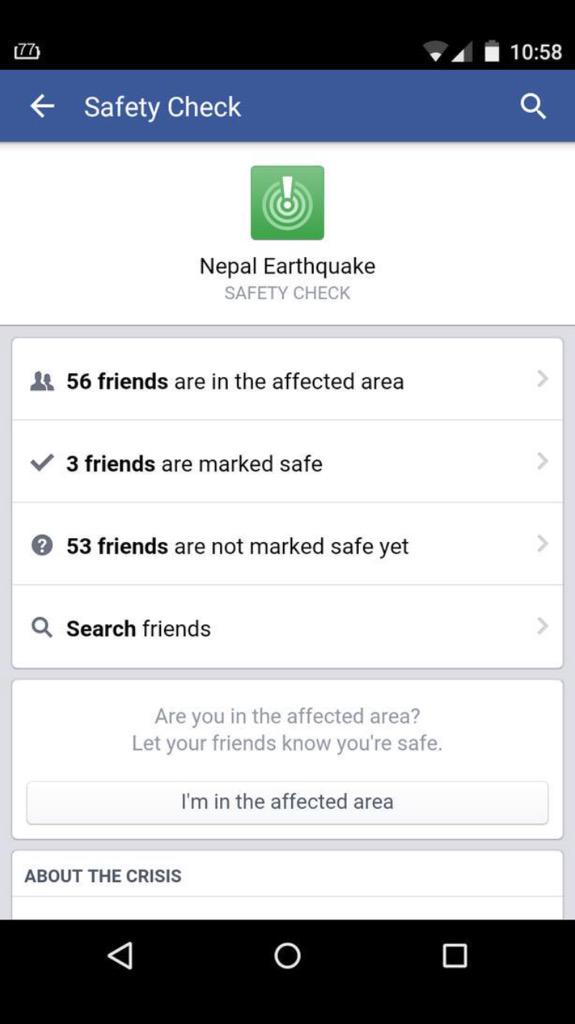 77
10:58
Safety Check
Nepal Earthquake
SAFETY CHECK
56 friends are in the affected area
3 friends are marked safe
53 friends are not marked safe yet
Search friends
Are you in the affected area?
Let your friends know you're safe.
I'm in the affected area
ABOUT THE CRISIS